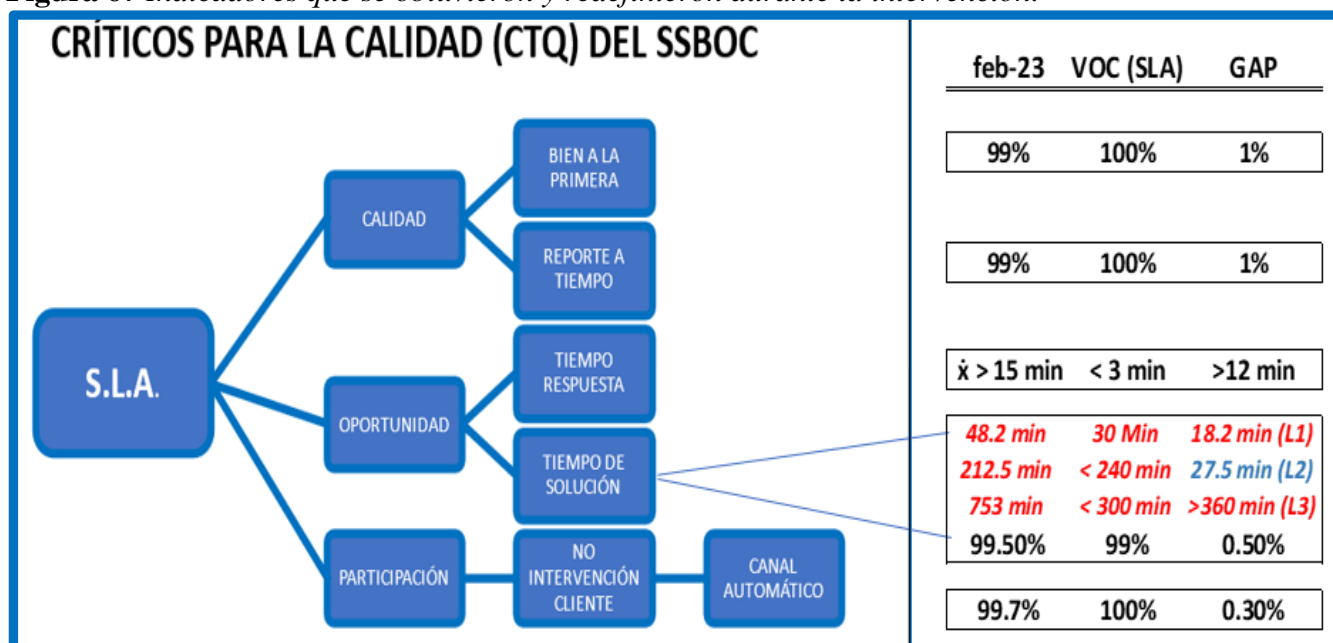 CRÍTICOS PARA LA CALIDAD (CTQ) DEL SSBOC
S.L.A.
CALIDAD
BIEN A LA
PRIMERA
REPORTE A
TIEMPO
OPORTUNIDAD
TIEMPO
RESPUESTA
TIEMPO DE
SOLUCIÓN
PARTICIPACIÓN
NO
INTERVENCIÓN
CLIENTE
CANAL
AUTOMÁTICO
feb-23 VOC (SLA) GAP
99% 100% 1%
99% 100% 1%
ẋ > 15 min < 3 min >12 min
48.2 min 30 Min 18.2 min (L1)
212.5 min < 240 min 27.5 min (L2)
753 min < 300 min >360 min (L3)
99.50% 99% 0.50%
99.7% 100% 0.30%